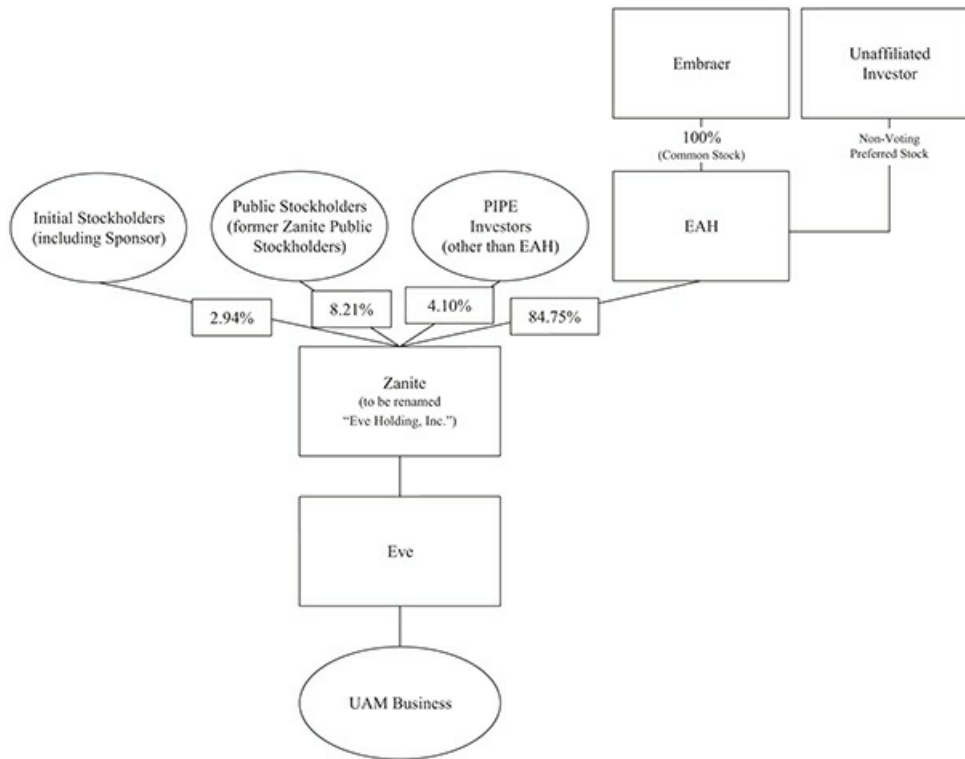 Embraer
Unaffiliated
Investor
100%
(Common Stock)
Non-Voting
Preferred Stock
Initial Stockholders
(including Sponsor)
Public Stockholders
(former Zanite Public
Stockholders)
PIPE
Investors
(other than EAH)
EAH
2.94%
8.21%
4.10%
84.75%
Zanite
(to be renamed
“Eve Holding, Inc.”)
Eve
UAM Business